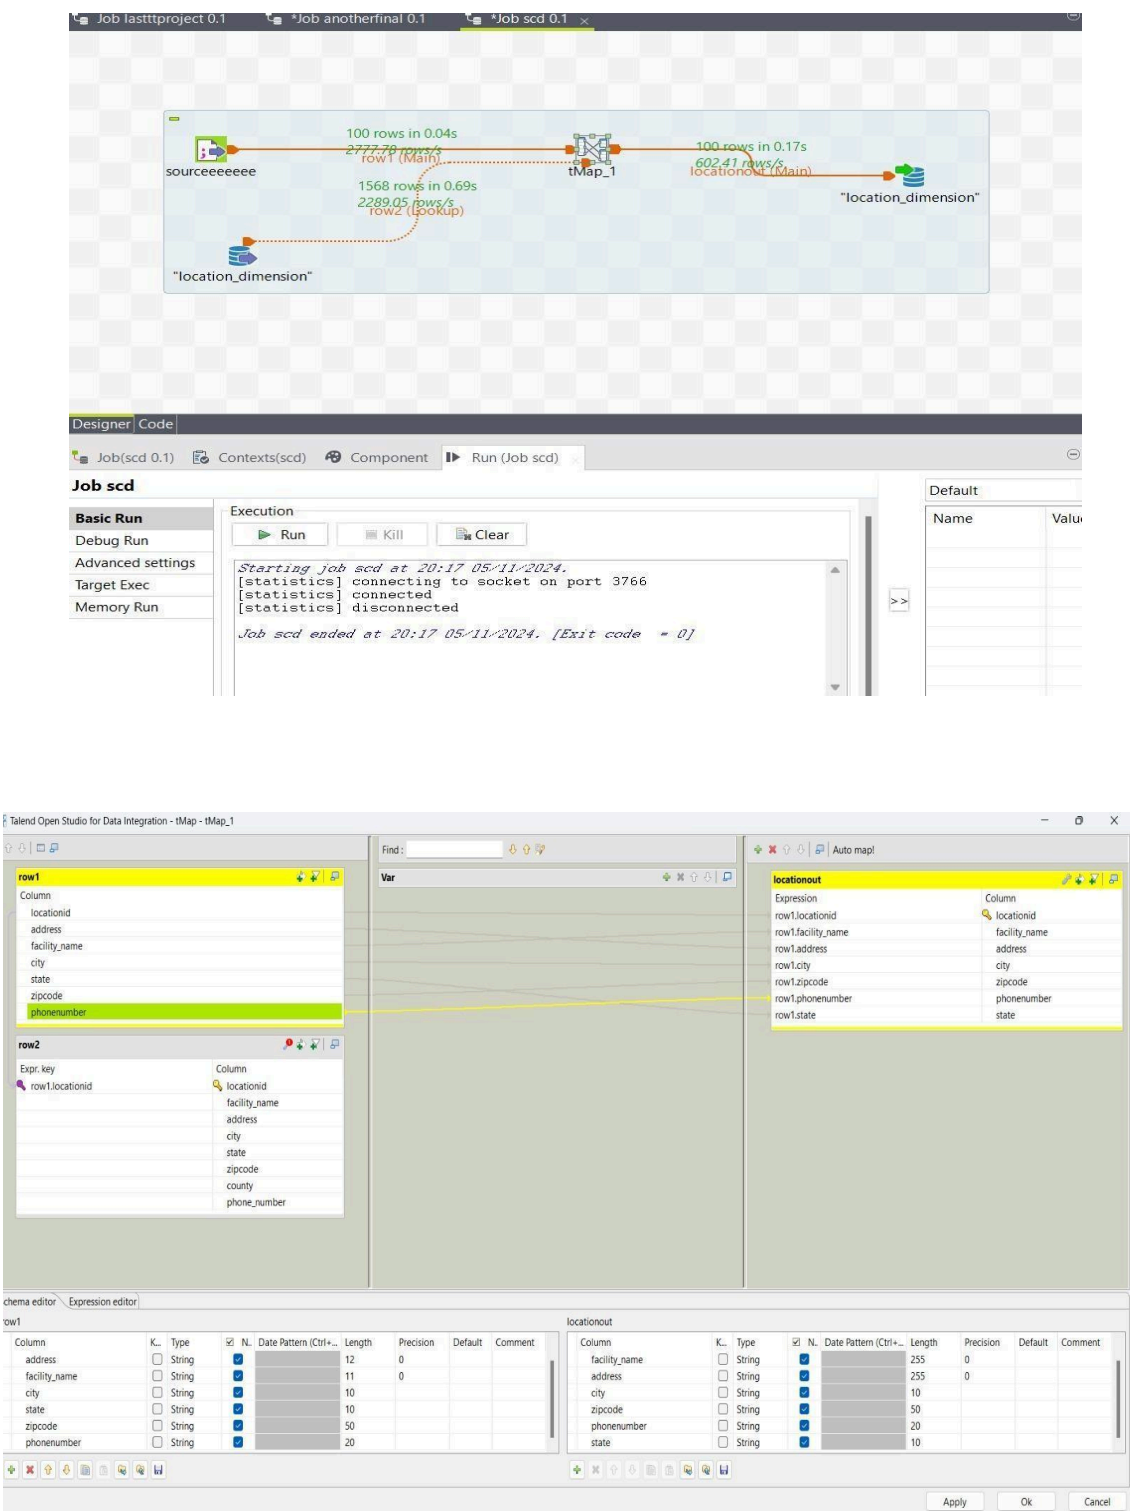 Job lastttproject 0.1 *Job anotherfinal 0.1 *Job scd 0.1
100 rows in 0.04s
2777.78 rows/s
row1 (Main)
100 rows in 0.17s
602.41 rows/s
locationout (Main)
sourceeeeeee
tMap_1
1568 rows in 0.69s
2289.05 rows/s
row2 (Lookup)
"location_dimension"
"location_dimension"
Designer Code
Job(scd 0.1) Contexts(scd) Component Run (Job scd)
Job scd
Default
Basic Run
Debug Run
Advanced settings
Target Exec
Memory Run
Execution
Run Kill Clear
Name Valu
Starting job scd at 20:17 05/11/2024.
[statistics] connecting to socket on port 3766
[statistics] connected
[statistics] disconnected
Job scd ended at 20:17 05/11/2024. [Exit code = 0]
>>
Talend Open Studio for Data Integration - tMap - tMap_1
Find :
Auto map!
row1
Column
locationid
address
facility_name
city
state
zipcode
phonenumber
row2
Expr. key Column
row1.locationid locationid
facility_name
address
city
state
zipcode
county
phone_number
Var
locationout
Expression Column
row1.locationid locationid
row1.facility_name facility_name
row1.address address
row1.city city
row1.zipcode zipcode
row1.phonenumber phonenumber
row1.state state
chema editor Expression editor
row1
Column K... Type N.. Date Pattern (Ctrl+... Length Precision Default Comment
address String 12 0
facility_name String 11 0
city String 10
state String 10
zipcode String 50
phonenumber String 20
locationout
Column K... Type N.. Date Pattern (Ctrl+... Length Precision Default Comment
facility_name String 255 0
address String 255 0
city String 10
zipcode String 50
phonenumber String 20
state String 10
Apply Ok Cancel